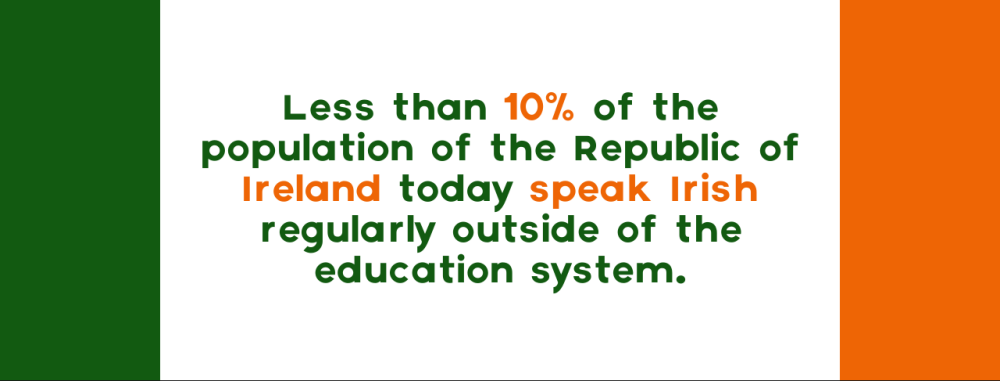 Less than 10% of the
population of the Republic of
Ireland today speak Irish
regularly outside of the
education system.